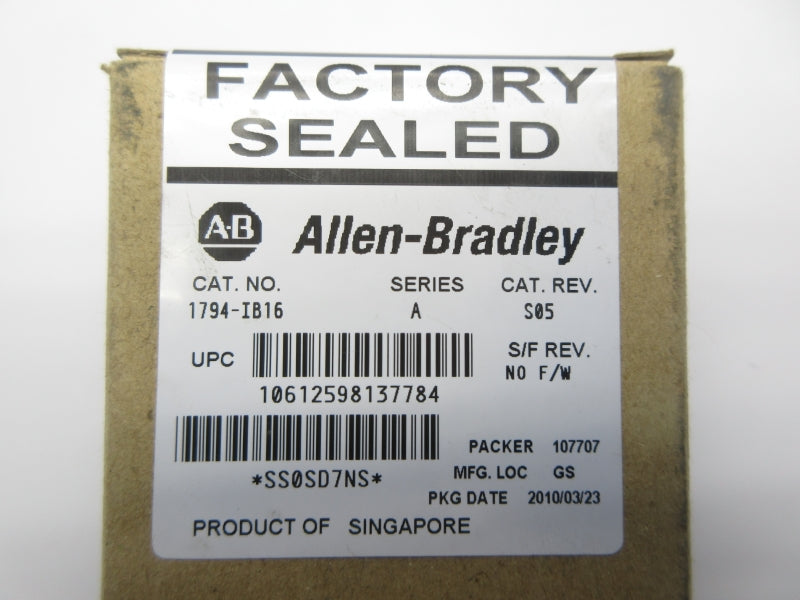 FACTORY
SEALED
A-B Allen-Bradley
CAT. NO. SERIES CAT. REV.
1794-IB16 A S05
UPC S/F REV.
NO F/W
10612598137784
PACKER 107707
*SS0SD7NS* MFG. LOC GS
PKG DATE 2010/03/23
PRODUCT OF SINGAPORE